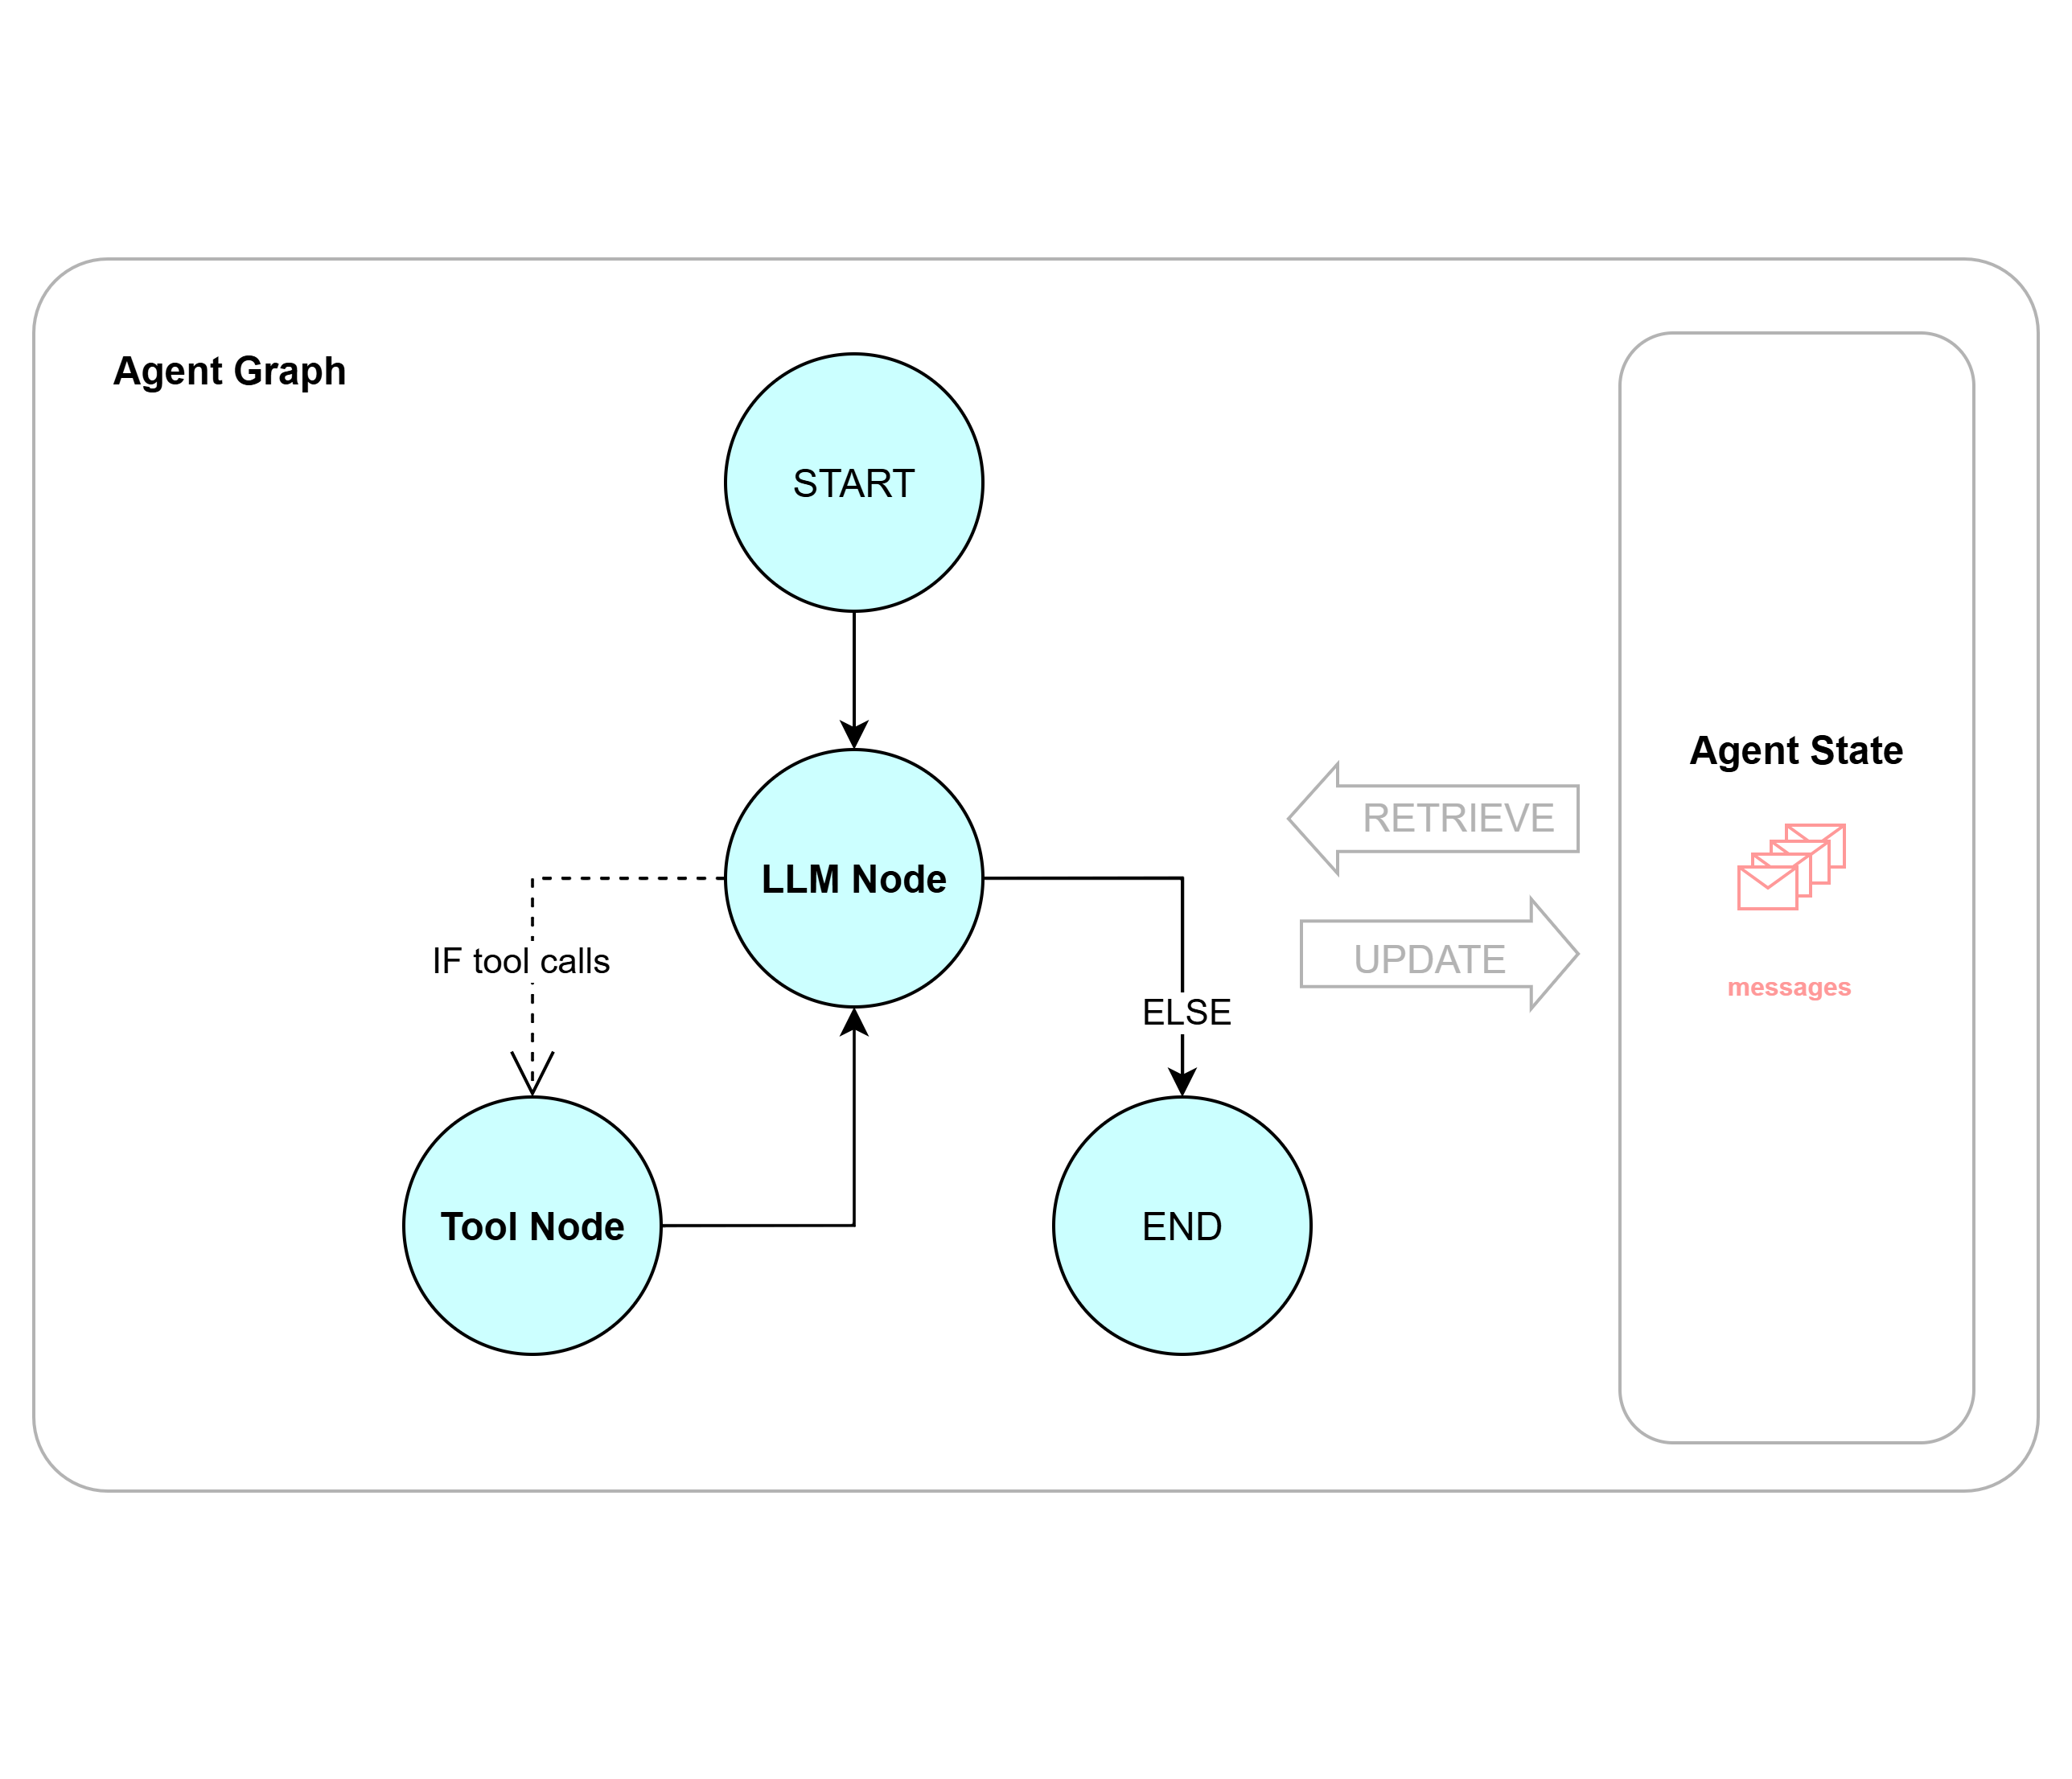 Agent Graph
START
LLM Node
IF tool calls
ELSE
Tool Node
END
RETRIEVE
UPDATE
Agent State
messages